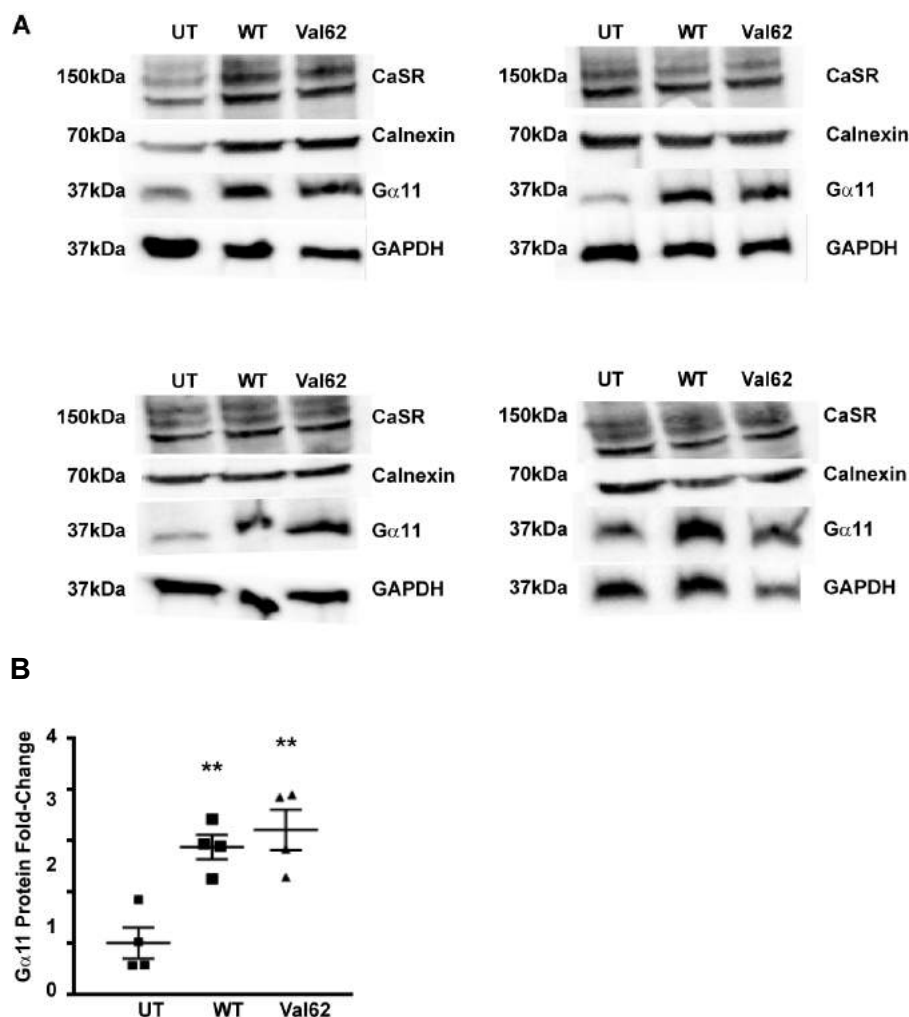 A
UT WT Val62
150kDa CaSR
70kDa Calnexin
37kDa Gα11
37kDa GAPDH
UT WT Val62
150kDa CaSR
70kDa Calnexin
37kDa Gα11
37kDa GAPDH
UT WT Val62
150kDa CaSR
70kDa Calnexin
37kDa Gα11
37kDa GAPDH
UT WT Val62
150kDa CaSR
70kDa Calnexin
37kDa Gα11
37kDa GAPDH
B
Gα11 Protein Fold-Change
4
3
2
1
0
**
**
UT WT Val62